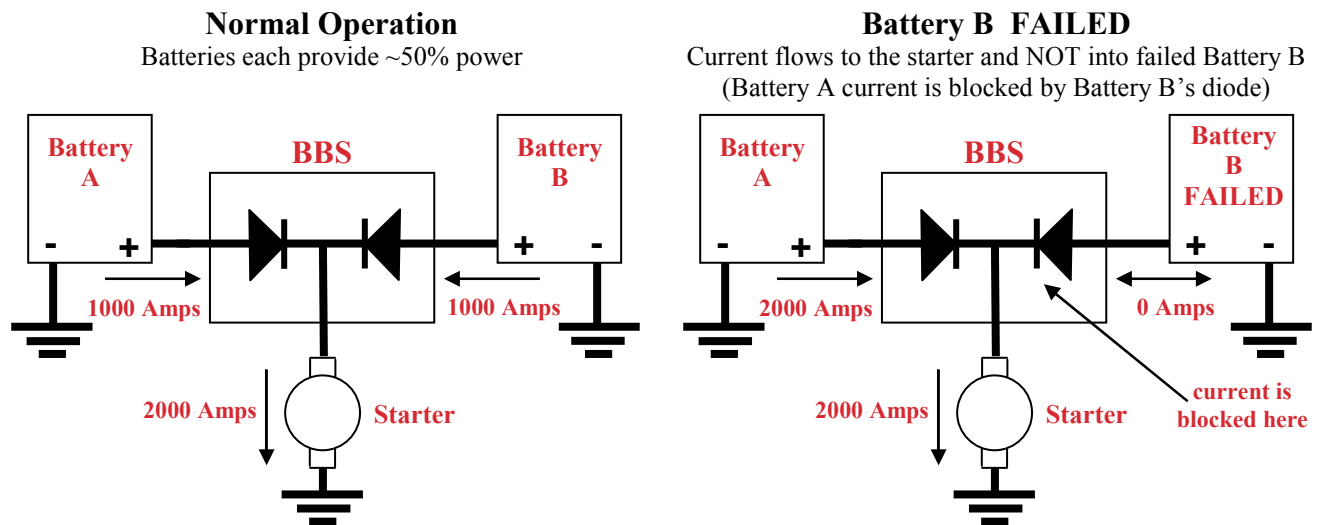 Normal Operation
Batteries each provide ~50% power
Battery
A
BBS
Battery
B
- +
+ -
1000 Amps
1000 Amps
2000 Amps
Starter
Battery B FAILED
Current flows to the starter and NOT into failed Battery B
(Battery A current is blocked by Battery B’s diode)
Battery
A
BBS
Battery
B
FAILED
- +
+ -
2000 Amps
0 Amps
2000 Amps
Starter
current is
blocked here